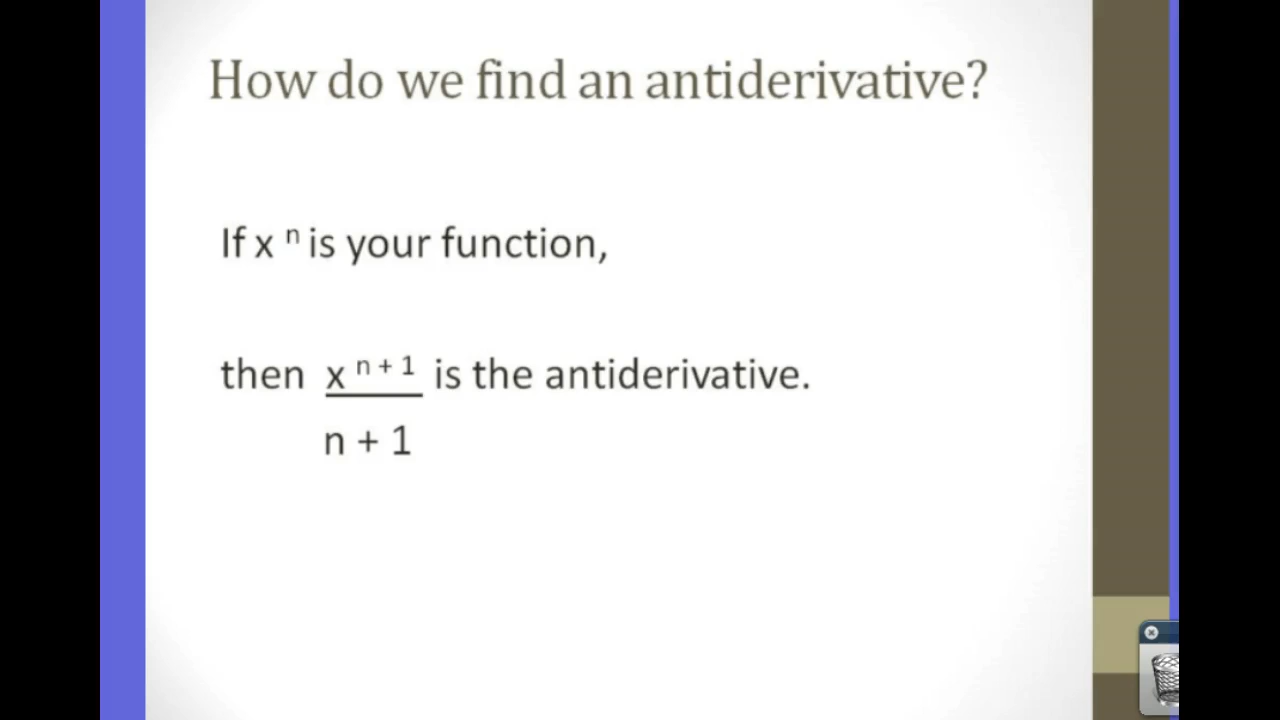 How do we find an antiderivative?
If x n is your function,
then x n + 1 is the antiderivative.
n + 1